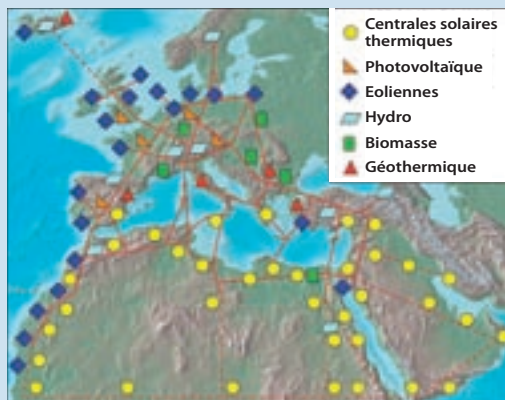 Centrales solaires
thermiques
Photovoltaïque
Eoliennes
Hydro
Biomasse
Géothermique